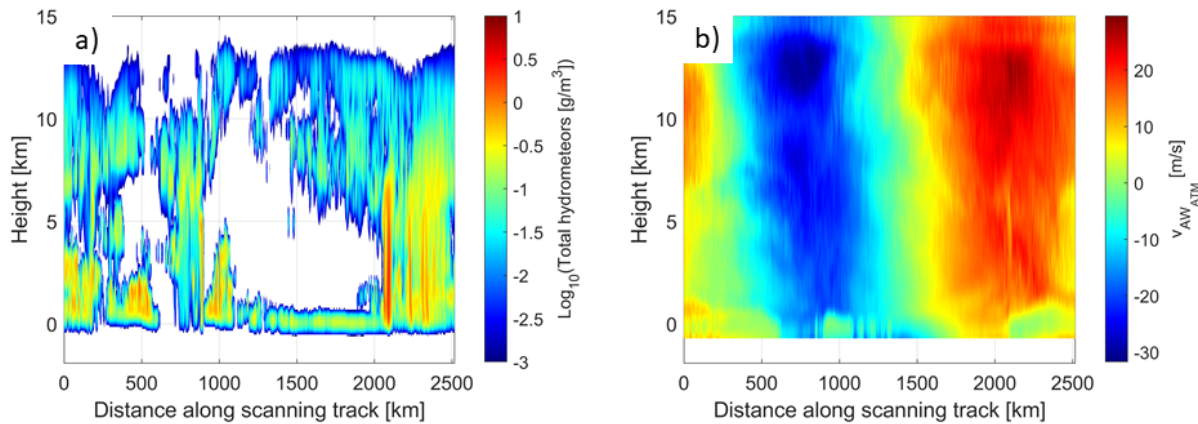 a)
15
10
5
0
Height [km]
0 500 1000 1500 2000 2500
Distance along scanning track [km]
1
0.5
0
-0.5
-1
-1.5
-2
-2.5
-3
Log10(Total hydrometeors [g/m3])
b)
15
10
5
0
Height [km]
0 500 1000 1500 2000 2500
Distance along scanning track [km]
20
10
0
-10
-20
-30
vAWATM [m/s]